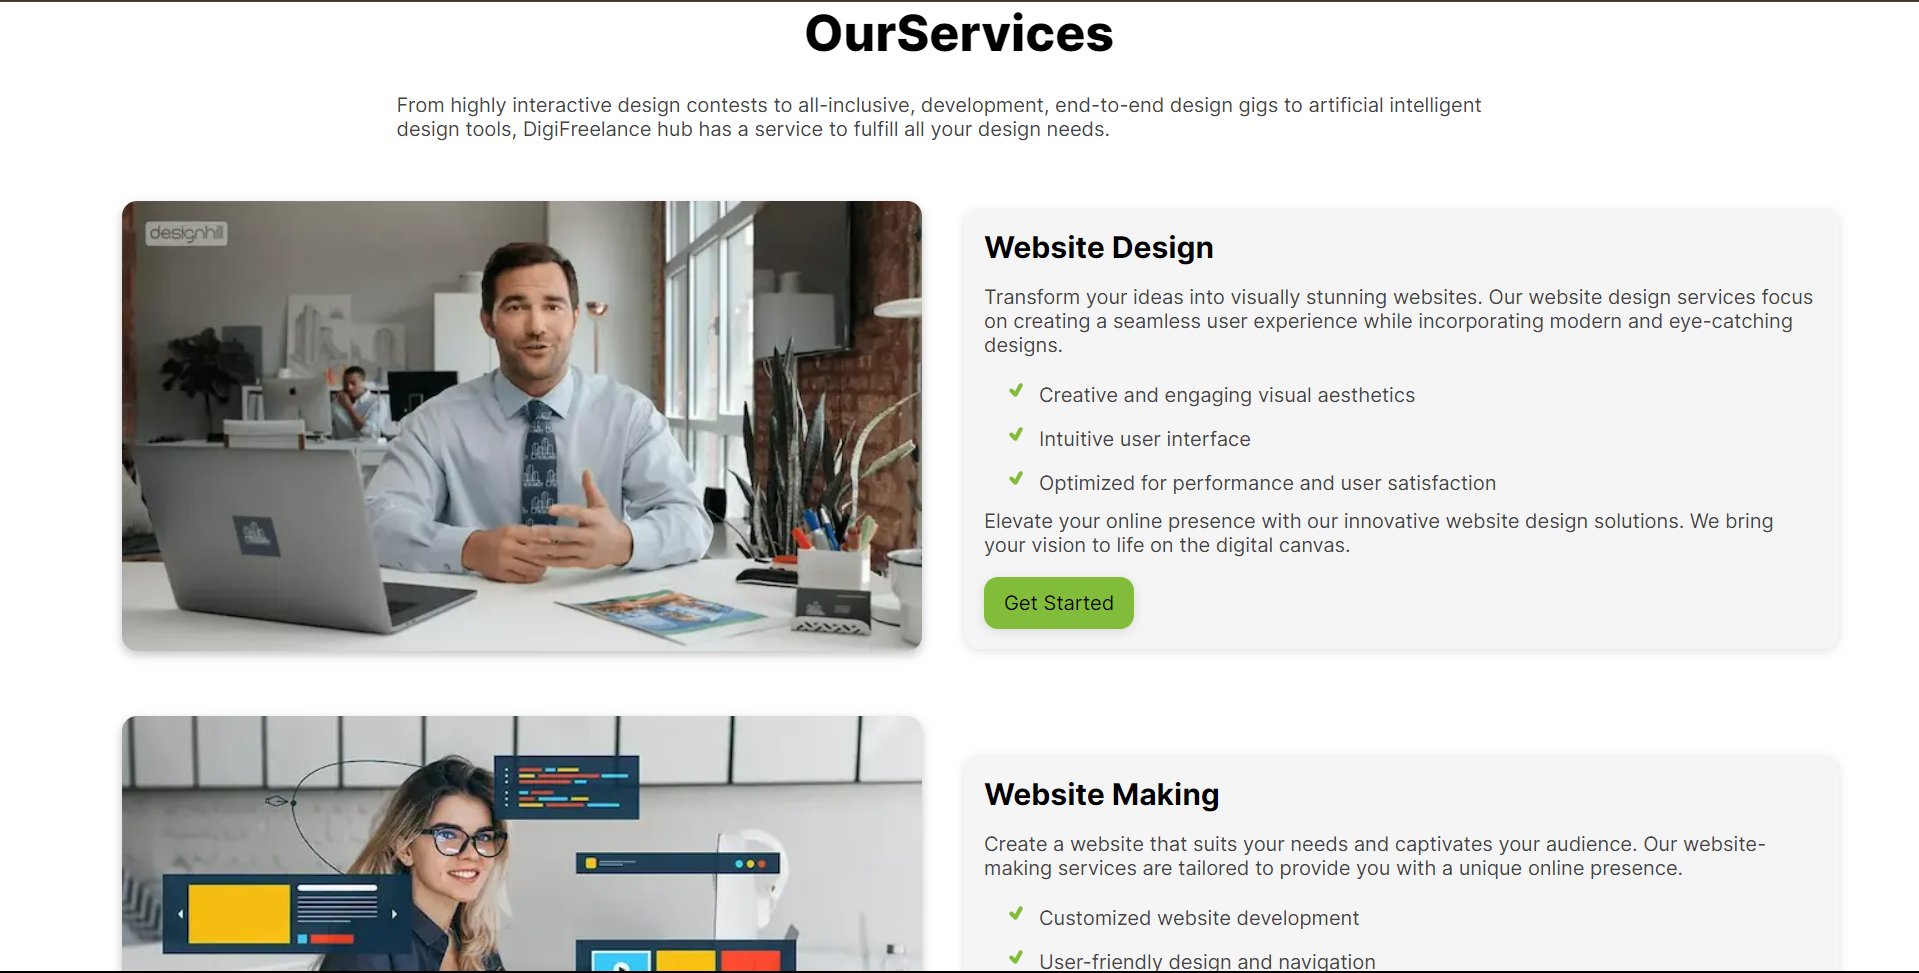 OurServices
From highly interactive design contests to all-inclusive, development, end-to-end design gigs to artificial intelligent
design tools, DigiFreelance hub has a service to fulfill all your design needs.
designhill
Website Design
Transform your ideas into visually stunning websites. Our website design services focus
on creating a seamless user experience while incorporating modern and eye-catching
designs.
Creative and engaging visual aesthetics
Intuitive user interface
Optimized for performance and user satisfaction
Elevate your online presence with our innovative website design solutions. We bring
your vision to life on the digital canvas.
Get Started
Website Making
Create a website that suits your needs and captivates your audience. Our website-
making services are tailored to provide you with a unique online presence.
Customized website development
User-friendly design and navigation